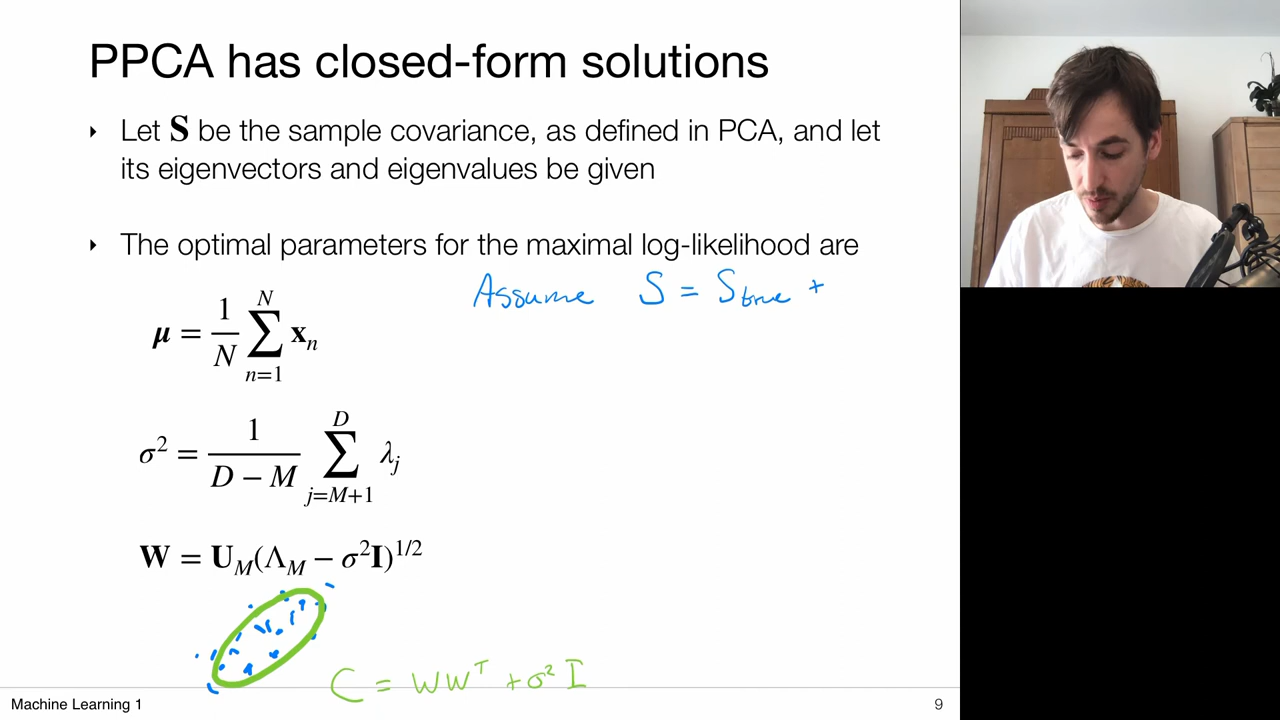 PPCA has closed-form solutions
‣ Let S be the sample covariance, as defined in PCA, and let
its eigenvectors and eigenvalues be given
‣ The optimal parameters for the maximal log-likelihood are
Assume S = S_true +
μ = 1/N ∑_{n=1}^{N} x_n
σ² = 1/(D − M) ∑_{j=M+1}^{D} λ_j
W = U_M(Λ_M − σ²I)^{1/2}
C = WW^T + σ² I
Machine Learning 1
9